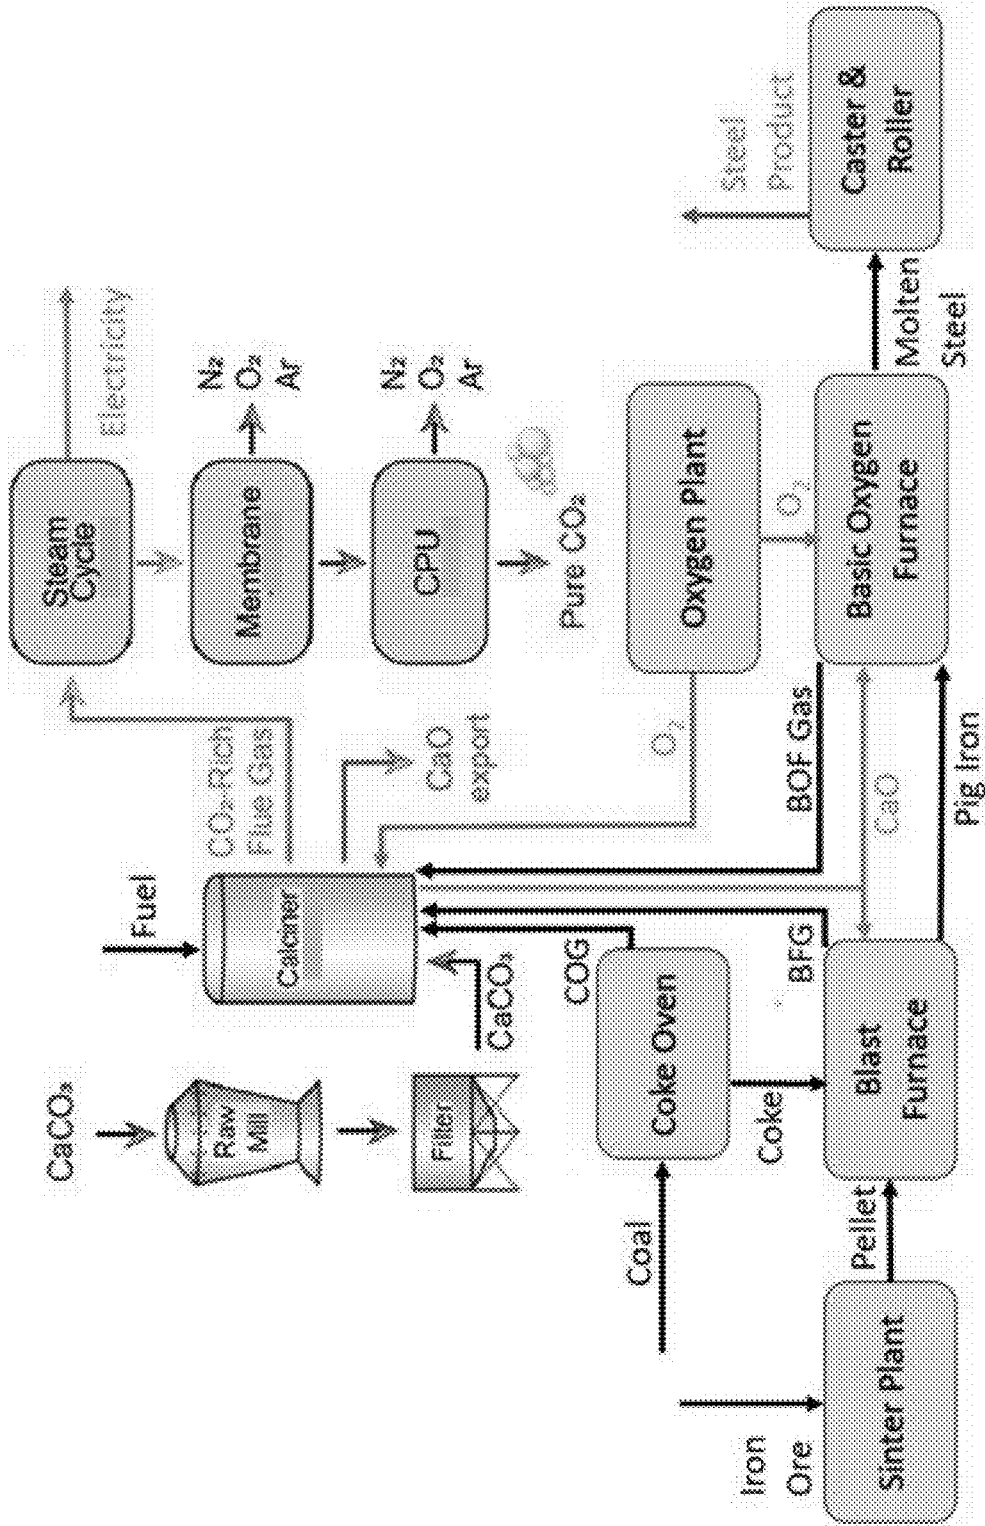 CaCO₃
Raw
Mill
Filter
CaCO₃
Fuel
Calciner
CO₂-Rich
Flue Gas
CaO
export
Steam
Cycle
Electricity
Membrane
N₂
O₂
Ar
CPU
N₂
O₂
Ar
Pure CO₂
Iron
Ore
Sinter Plant
Pellet
Coal
Coke Oven
COG
Coke
Blast
Furnace
BFG
BOF Gas
CaO
Pig Iron
O₂
Oxygen Plant
O₂
Basic Oxygen
Furnace
Molten
Steel
Caster &
Roller
Steel
Product